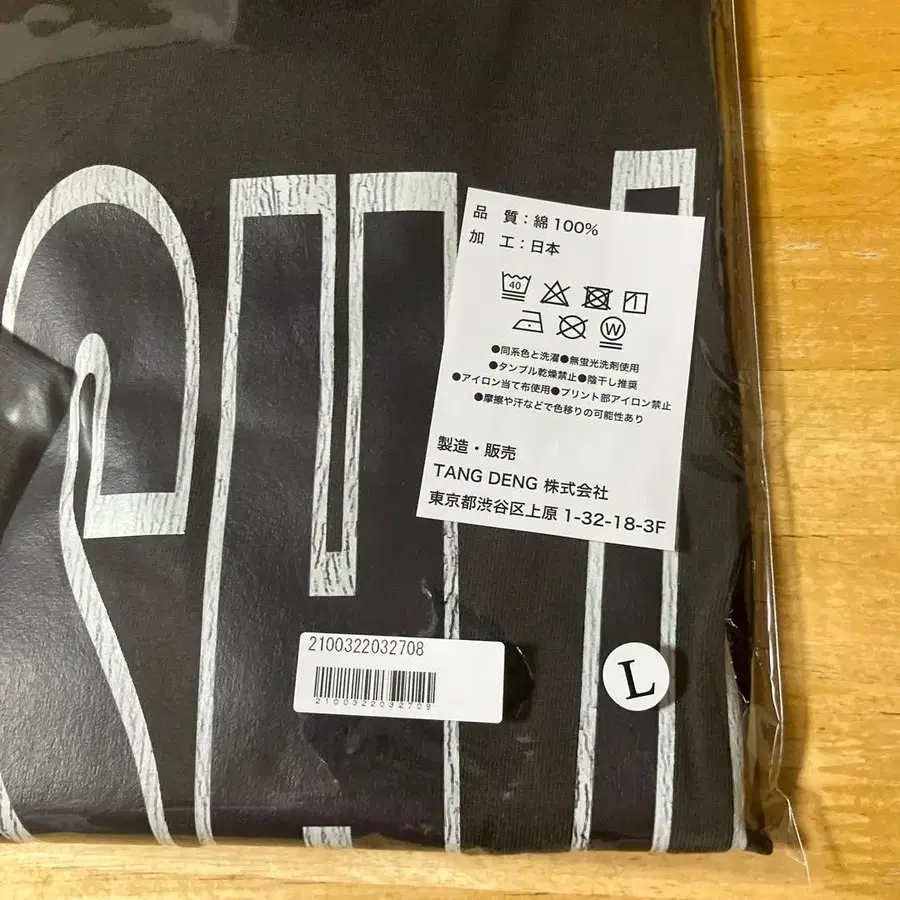 品 質：綿 100%
加 工：日本
40
W
●同系色と洗濯●無蛍光洗剤使用
●タンブル乾燥禁止●陰干し推奨
●アイロン当て布使用●プリント部アイロン禁止
●摩擦や汗などで色移りの可能性あり
製造・販売
TANG DENG 株式会社
東京都渋谷区上原 1-32-18-3F
2100322032708
2100322032708
L